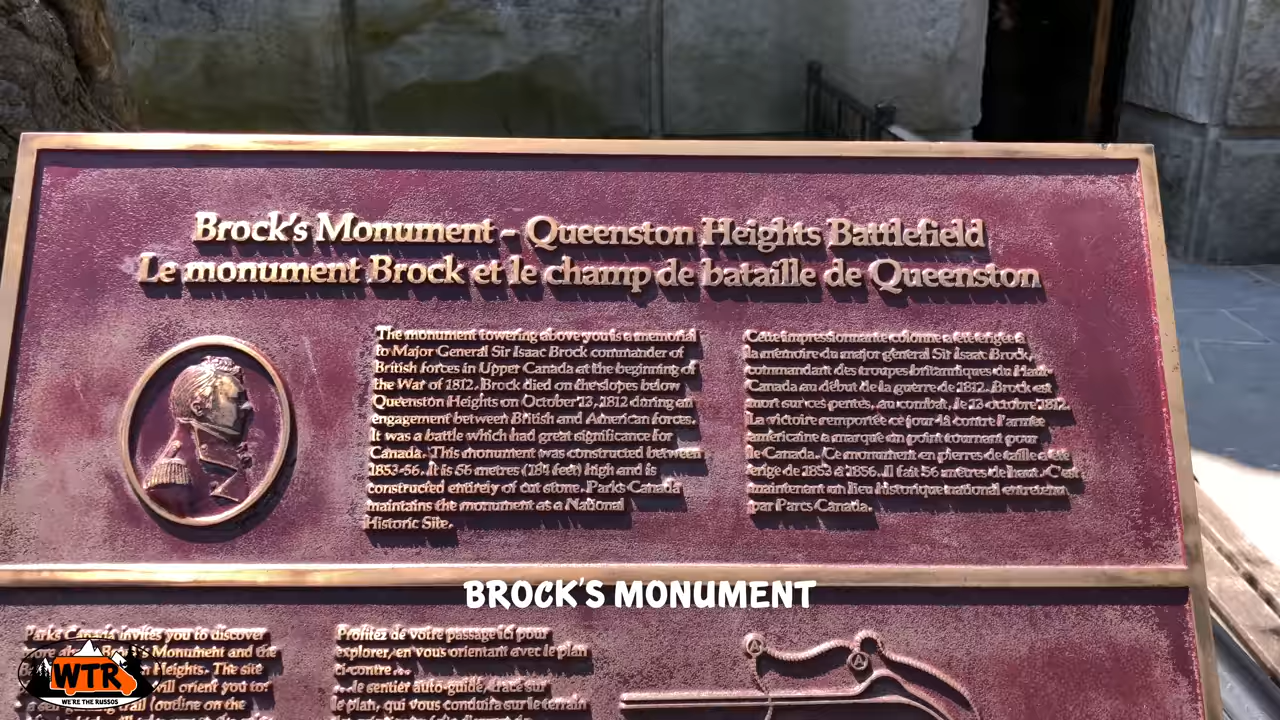 Brock's Monument - Queenston Heights Battlefield
Le monument Brock et le champ de bataille de Queenston
The monument towering above you is a memorial
to Major General Sir Isaac Brock commander of
British forces in Upper Canada at the beginning of
the War of 1812. Brock died on the slopes below
Queenston Heights on October 13, 1812 during an
engagement between British and American forces.
It was a battle which had great significance for
Canada. This monument was constructed between
1853-56. It is 56 metres (184 feet) high and is
constructed entirely of cut stone. Parks Canada
maintains the monument as a National
Historic Site.
Cette impressionnante colonne a été érigée à
la mémoire du major général Sir Isaac Brock,
commandant des troupes britanniques du Haut-
Canada au début de la guerre de 1812. Brock est
mort sur ces pentes, au combat, le 13 octobre 1812.
La victoire remportée ce jour-là contre l'armée
américaine a marqué un point tournant pour
le Canada. Ce monument en pierres de taille a été
érigé de 1853 à 1856. Il fait 56 mètres de haut. C'est
maintenant un lieu historique national entretenu
par Parcs Canada.
BROCK'S MONUMENT
Parks Canada invites you to discover
more Monument and the
Heights. The site
will orient you to:
trail (outline on the
Profitez de votre passage ici pour
explorer, en vous orientant avec le plan
ci-contre
le sentier auto-guidé, tracé sur
le plan, qui vous conduira sur le terrain
WTR
WE'RE THE RUSSOS